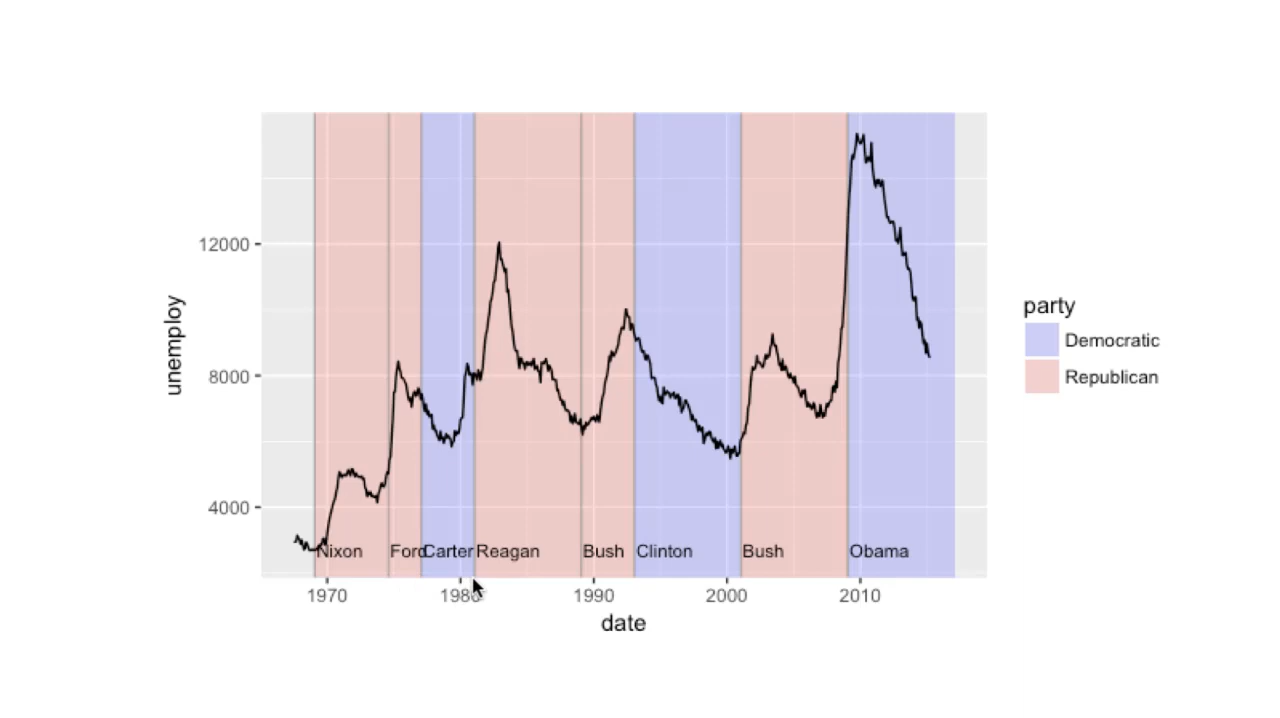 12000
8000
4000
unemploy
Nixon Ford Carter Reagan Bush Clinton Bush Obama
1970 1980 1990 2000 2010
date
party
Democratic
Republican